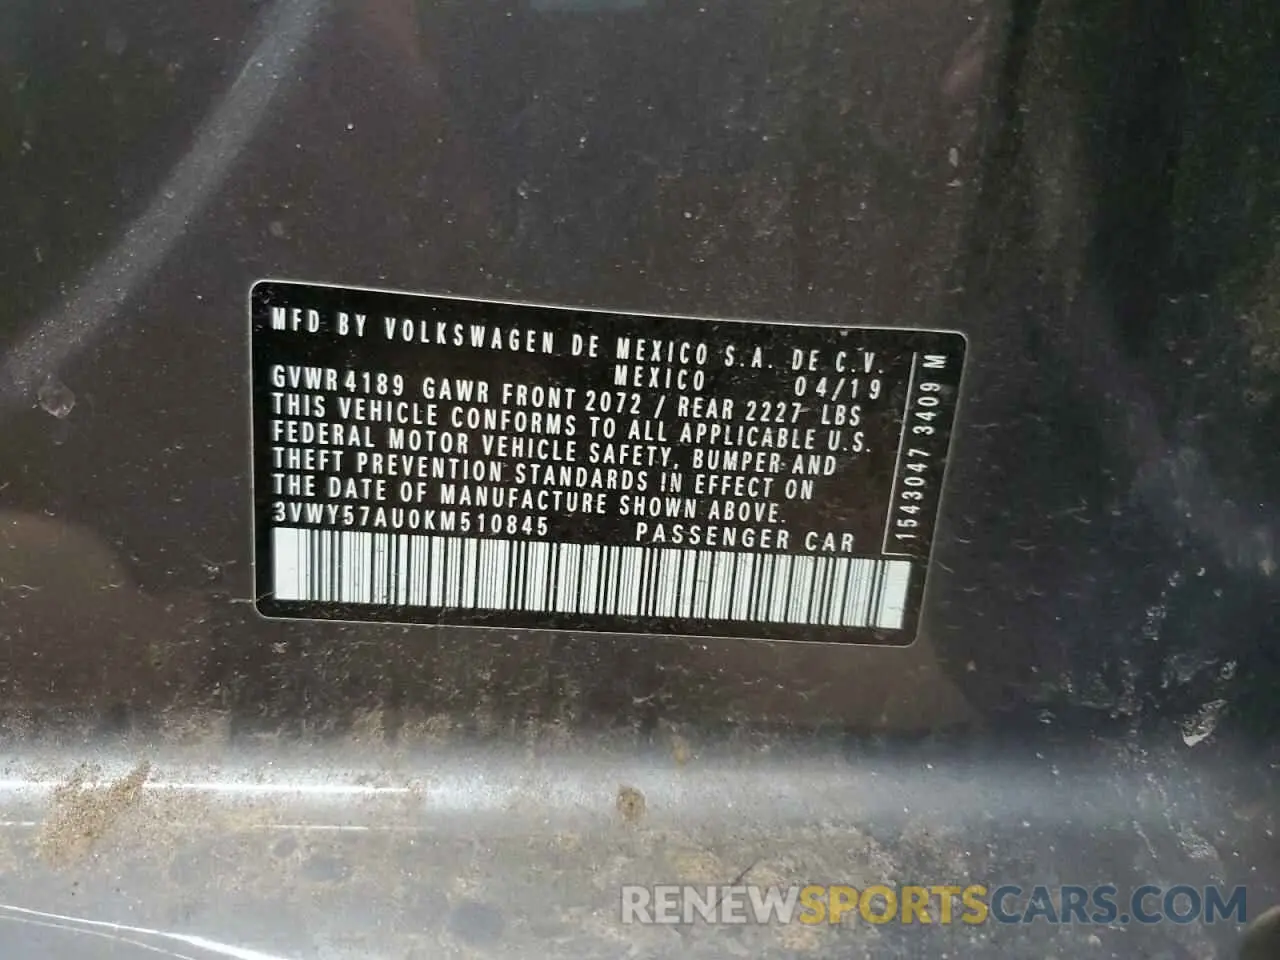 MFD BY VOLKSWAGEN DE MEXICO S.A. DE C.V.
MEXICO 04/19
GVWR 4189 GAWR FRONT 2072 / REAR 2227 LBS
THIS VEHICLE CONFORMS TO ALL APPLICABLE U.S.
FEDERAL MOTOR VEHICLE SAFETY, BUMPER AND
THEFT PREVENTION STANDARDS IN EFFECT ON
THE DATE OF MANUFACTURE SHOWN ABOVE.
3VWY57AU0KM510845 PASSENGER CAR
1543047 3409 M
RENEWSPORTSCARS.COM